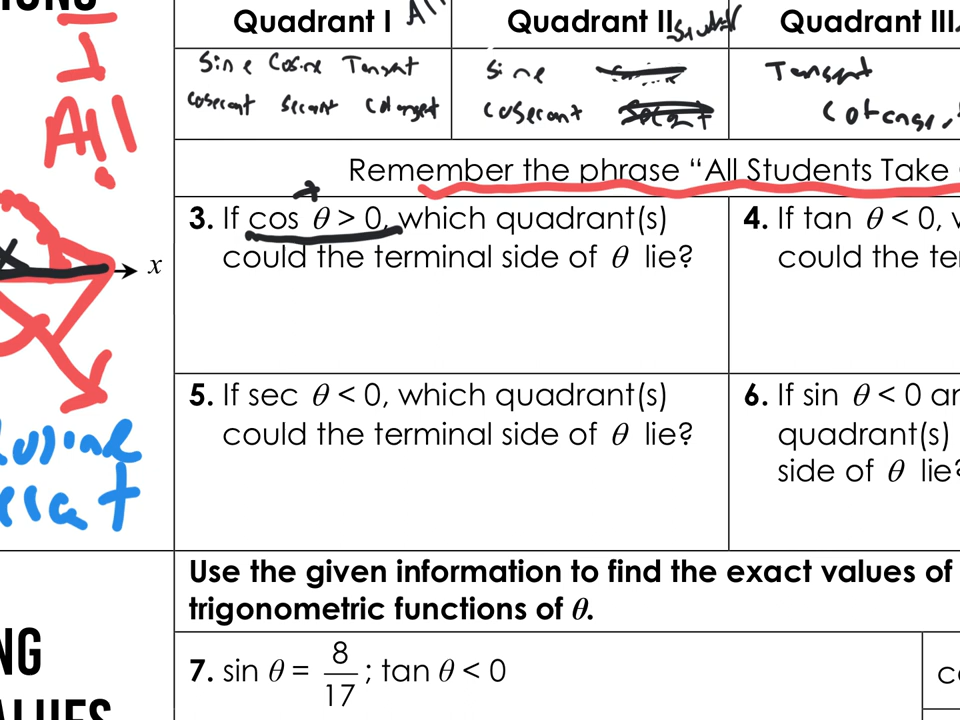 All
Quadrant I All
Quadrant II
Quadrant III
Sine Cosine Tangent
Cosecant Secant Cotangent
Sine
Cosecant Secant
Tangent
Remember the phrase “All Students Take
3. If cos θ > 0, which quadrant(s)
could the terminal side of θ lie?
4. If tan θ < 0,
could the
x
5. If sec θ < 0, which quadrant(s)
could the terminal side of θ lie?
6. If sin θ < 0
quadrant(s)
side of θ lie?
Use the given information to find the exact values of
trigonometric functions of θ.
7. sin θ = 8/17 ; tan θ < 0